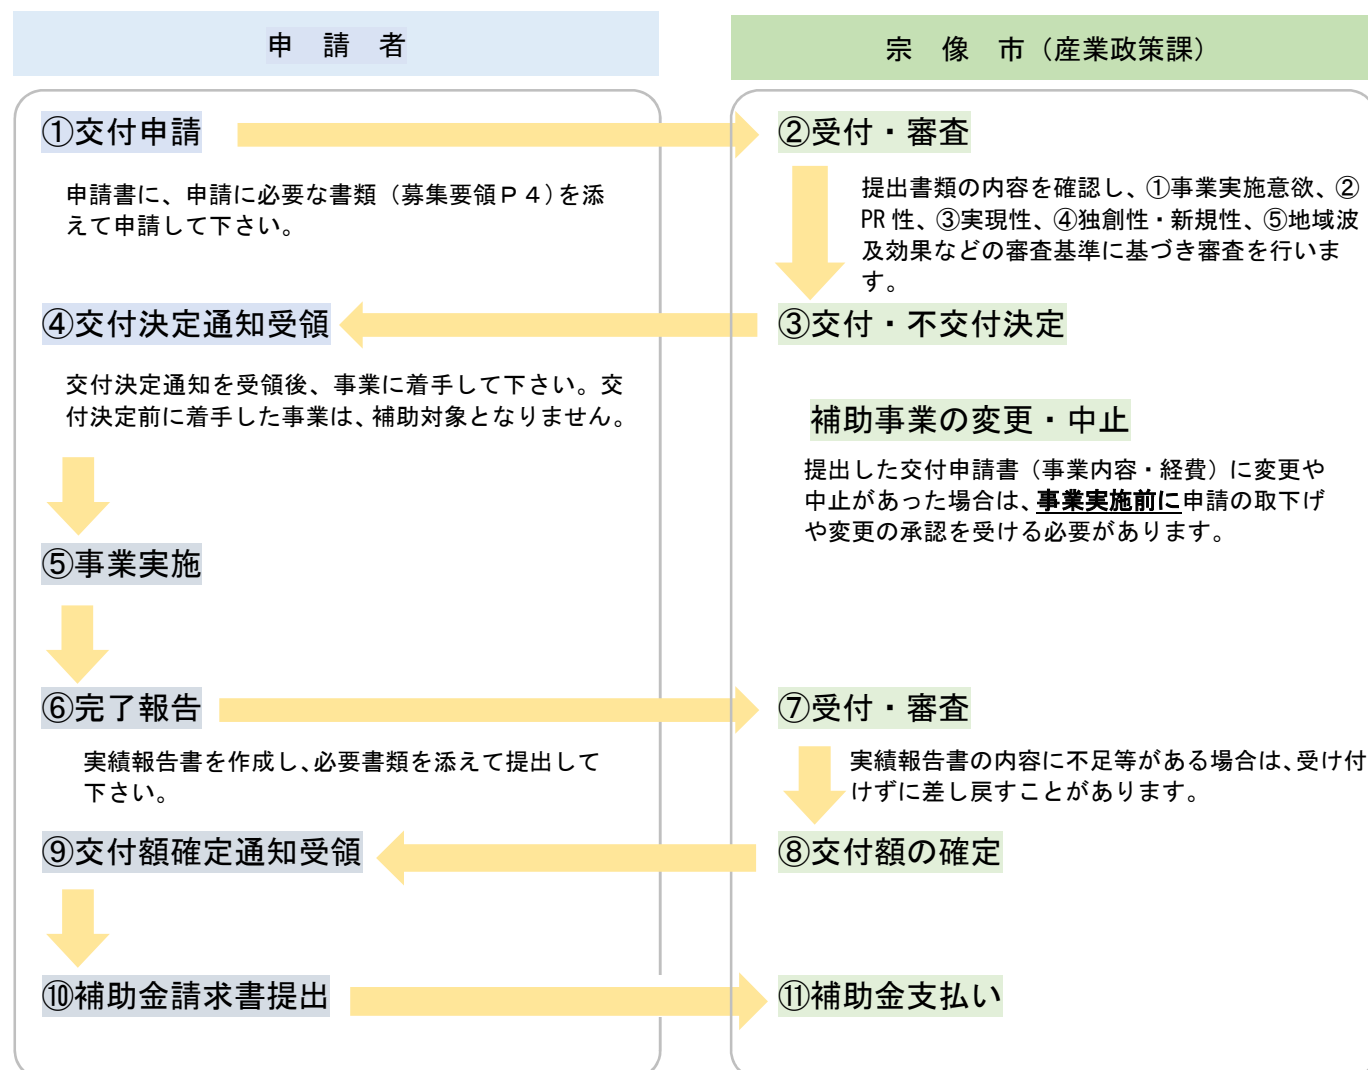 申 請 者
宗 像 市（産業政策課）
①交付申請
②受付・審査
申請書に、申請に必要な書類（募集要領Ｐ４）を添
えて申請して下さい。
提出書類の内容を確認し、①事業実施意欲、②
PR 性、③実現性、④独創性・新規性、⑤地域波
及効果などの審査基準に基づき審査を行いま
す。
④交付決定通知受領
③交付・不交付決定
交付決定通知を受領後、事業に着手して下さい。交
付決定前に着手した事業は、補助対象となりません。
補助事業の変更・中止
提出した交付申請書（事業内容・経費）に変更や
中止があった場合は、事業実施前に申請の取下げ
や変更の承認を受ける必要があります。
⑤事業実施
⑥完了報告
⑦受付・審査
実績報告書を作成し、必要書類を添えて提出して
下さい。
実績報告書の内容に不足等がある場合は、受け付
けずに差し戻すことがあります。
⑨交付額確定通知受領
⑧交付額の確定
⑩補助金請求書提出
⑪補助金支払い